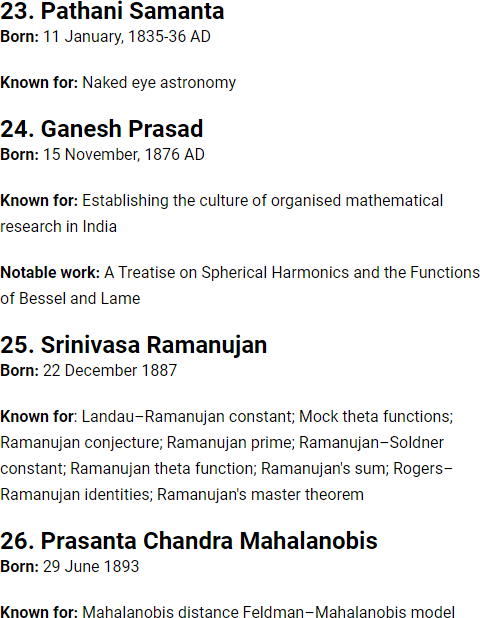 23. Pathani Samanta
Born: 11 January, 1835-36 AD
Known for: Naked eye astronomy
24. Ganesh Prasad
Born: 15 November, 1876 AD
Known for: Establishing the culture of organised mathematical
research in India
Notable work: A Treatise on Spherical Harmonics and the Functions
of Bessel and Lame
25. Srinivasa Ramanujan
Born: 22 December 1887
Known for: Landau–Ramanujan constant; Mock theta functions;
Ramanujan conjecture; Ramanujan prime; Ramanujan–Soldner
constant; Ramanujan theta function; Ramanujan's sum; Rogers–
Ramanujan identities; Ramanujan's master theorem
26. Prasanta Chandra Mahalanobis
Born: 29 June 1893
Known for: Mahalanobis distance Feldman–Mahalanobis model